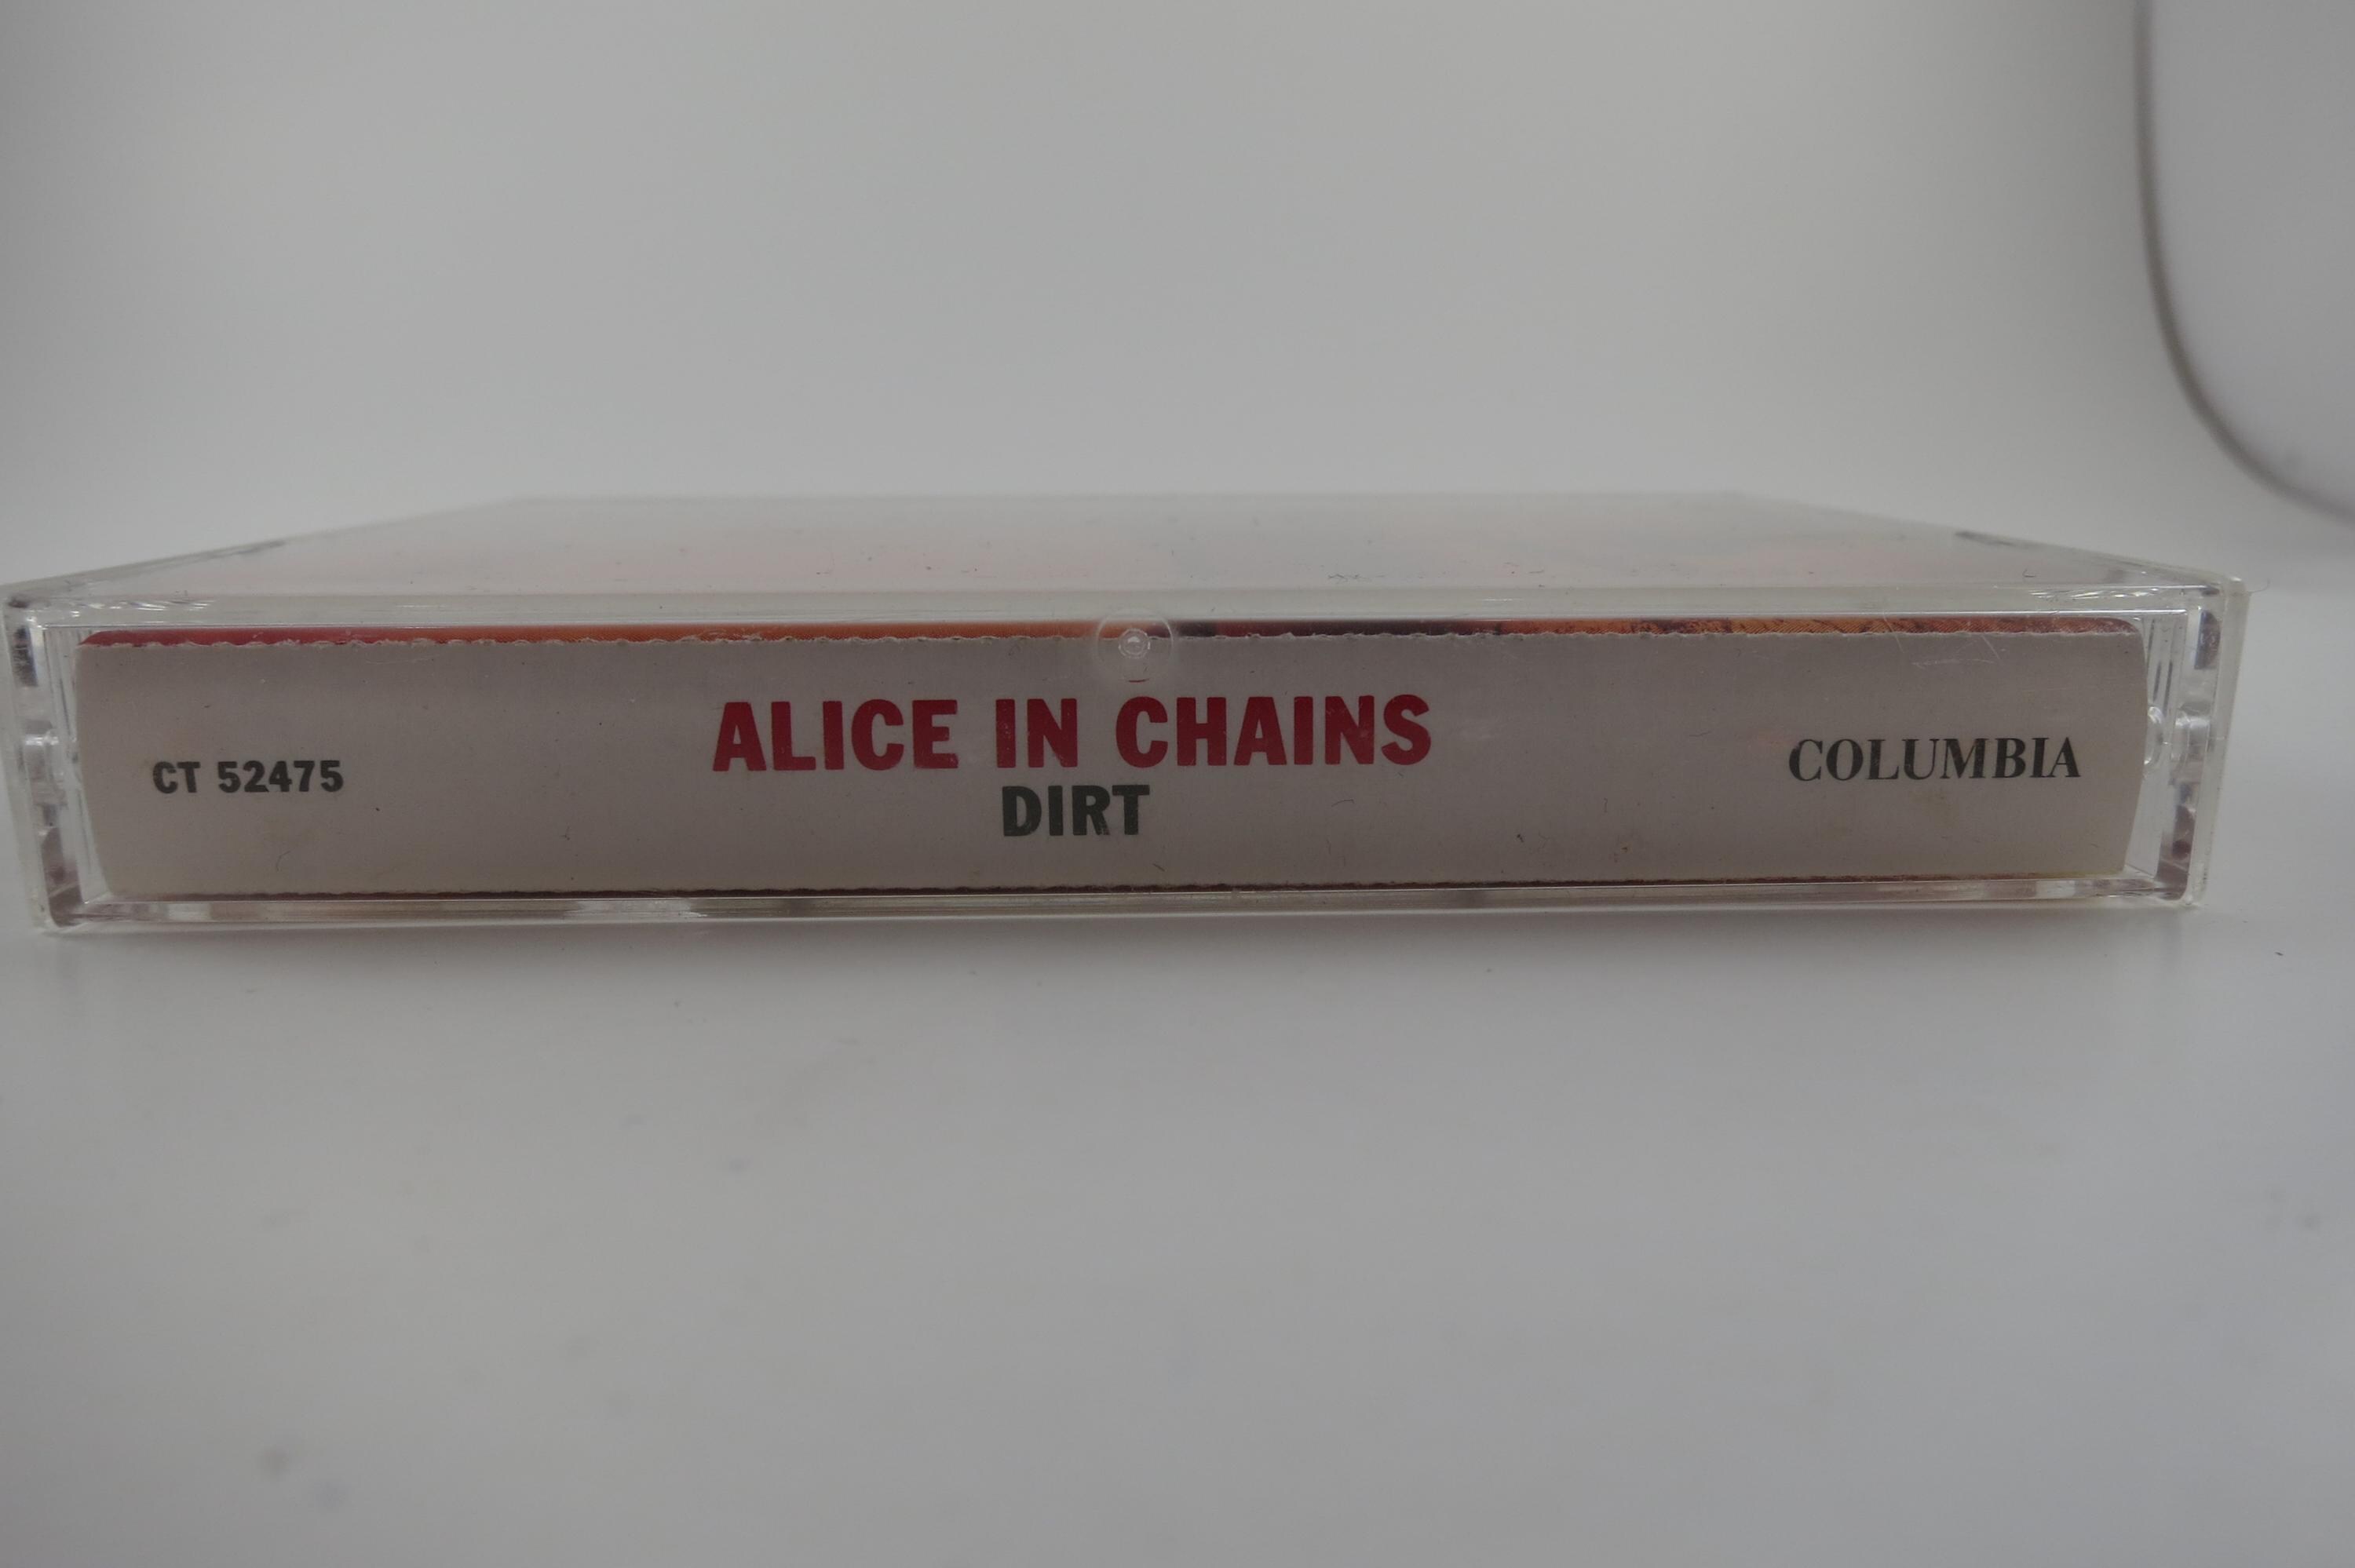 CT 52475
ALICE IN CHAINS
DIRT
COLUMBIA